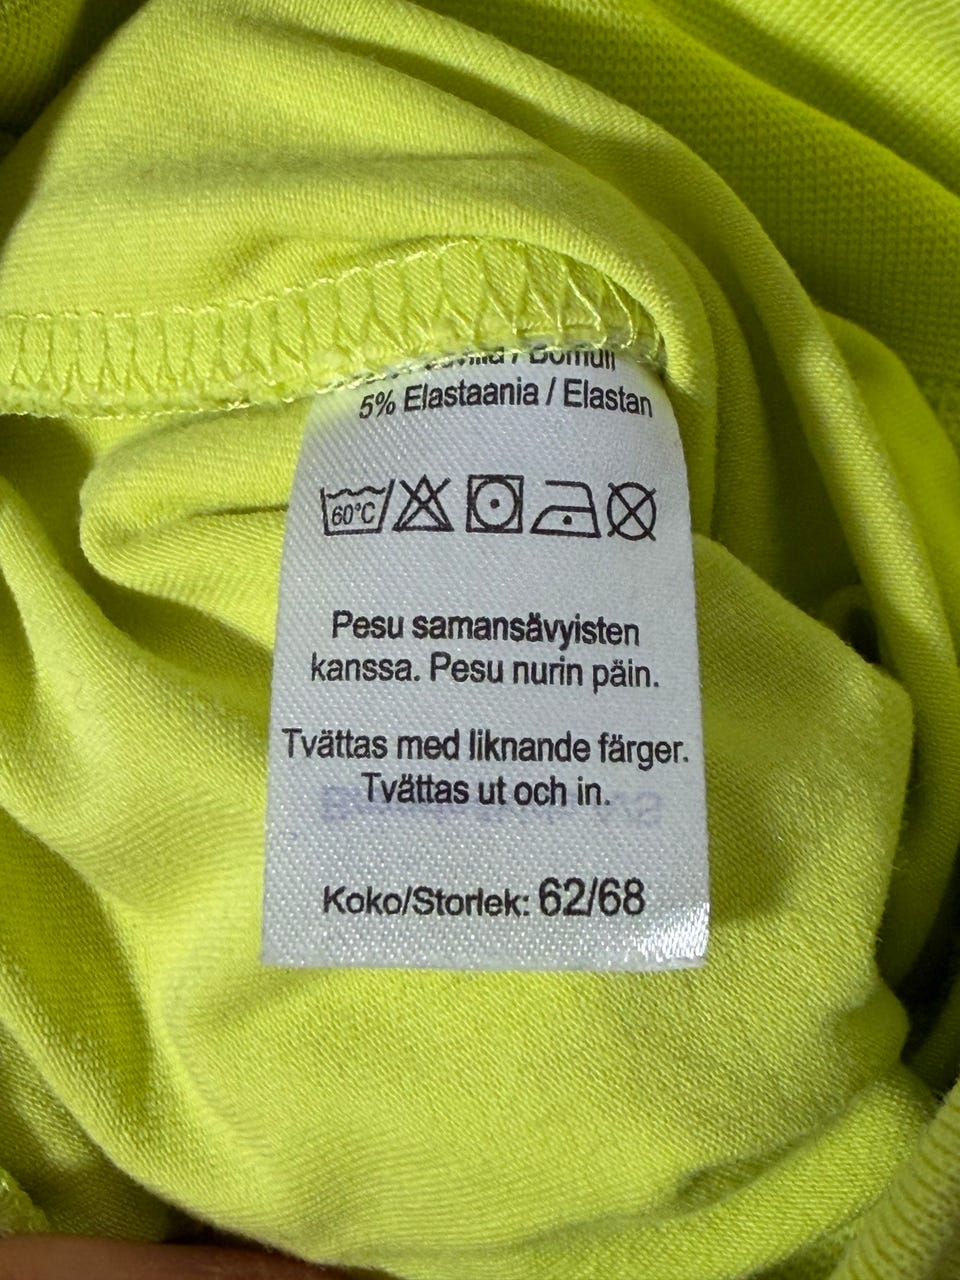 / Bomull
5% Elastaania / Elastan
60°C
Pesu samansävyisten
kanssa. Pesu nurin päin.
Tvättas med liknande färger.
Tvättas ut och in.
Koko/Storlek: 62/68